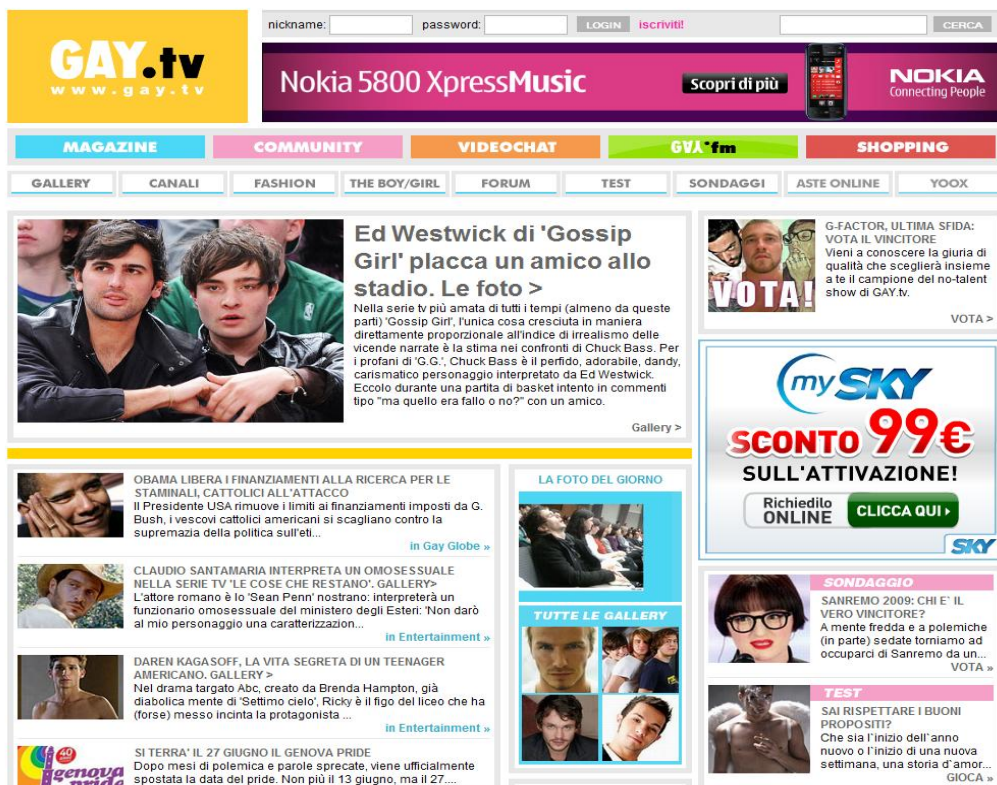 nickname:
password:
LOGIN
iscriviti!
CERCA
GAY.tv
www.gay.tv
Nokia 5800 XpressMusic
Scopri di più
NOKIA
Connecting People
MAGAZINE
COMMUNITY
VIDEOCHAT
GAY.fm
SHOPPING
GALLERY
CANALI
FASHION
THE BOY/GIRL
FORUM
TEST
SONDAGGI
ASTE ONLINE
YOOX
Ed Westwick di 'Gossip
Girl' placca un amico allo
stadio. Le foto >
Nella serie tv più amata di tutti i tempi (almeno da queste
parti) 'Gossip Girl', l'unica cosa cresciuta in maniera
direttamente proporzionale all'indice di irrealismo delle
vicende narrate è la stima nei confronti di Chuck Bass. Per
i profani di 'G.G.', Chuck Bass è il perfido, adorabile, dandy,
carismatico personaggio interpretato da Ed Westwick.
Eccolo durante una partita di basket intento in commenti
tipo "ma quello era fallo o no?" con un amico.
Gallery >
VOTA!
G-FACTOR, ULTIMA SFIDA:
VOTA IL VINCITORE
Vieni a conoscere la giuria di
qualità che sceglierà insieme
a te il campione del no-talent
show di GAY.tv.
VOTA >
my SKY
SCONTO 99€
SULL'ATTIVAZIONE!
Richiedilo
ONLINE
CLICCA QUI
SKY
OBAMA LIBERA I FINANZIAMENTI ALLA RICERCA PER LE
STAMINALI, CATTOLICI ALL'ATTACCO
Il Presidente USA rimuove i limiti ai finanziamenti imposti da G.
Bush, i vescovi cattolici americani si scagliano contro la
supremazia della politica sull'eti...
in Gay Globe »
CLAUDIO SANTAMARIA INTERPRETA UN OMOSESSUALE
NELLA SERIE TV 'LE COSE CHE RESTANO'. GALLERY>
L'attore romano è lo 'Sean Penn' nostrano: interpreterà un
funzionario omosessuale del ministero degli Esteri: 'Non darò
al mio personaggio una caratterizzazion...
in Entertainment »
DAREN KAGASOFF, LA VITA SEGRETA DI UN TEENAGER
AMERICANO. GALLERY >
Nel drama targato Abc, creato da Brenda Hampton, già
diabolica mente di 'Settimo cielo', Ricky è il figo del liceo che ha
(forse) messo incinta la protagonista ...
in Entertainment »
40
genova
pride
SI TERRA' IL 27 GIUGNO IL GENOVA PRIDE
Dopo mesi di polemica e parole sprecate, viene ufficialmente
spostata la data del pride. Non più il 13 giugno, ma il 27....
LA FOTO DEL GIORNO
TUTTE LE GALLERY
SONDAGGIO
SANREMO 2009: CHI E` IL
VERO VINCITORE?
A mente fredda e a polemiche
(in parte) sedate torniamo ad
occuparci di Sanremo da un...
VOTA »
TEST
SAI RISPETTARE I BUONI
PROPOSITI?
Che sia l`inizio dell`anno
nuovo o l`inizio di una nuova
settimana, una storia d`amor...
GIOCA »